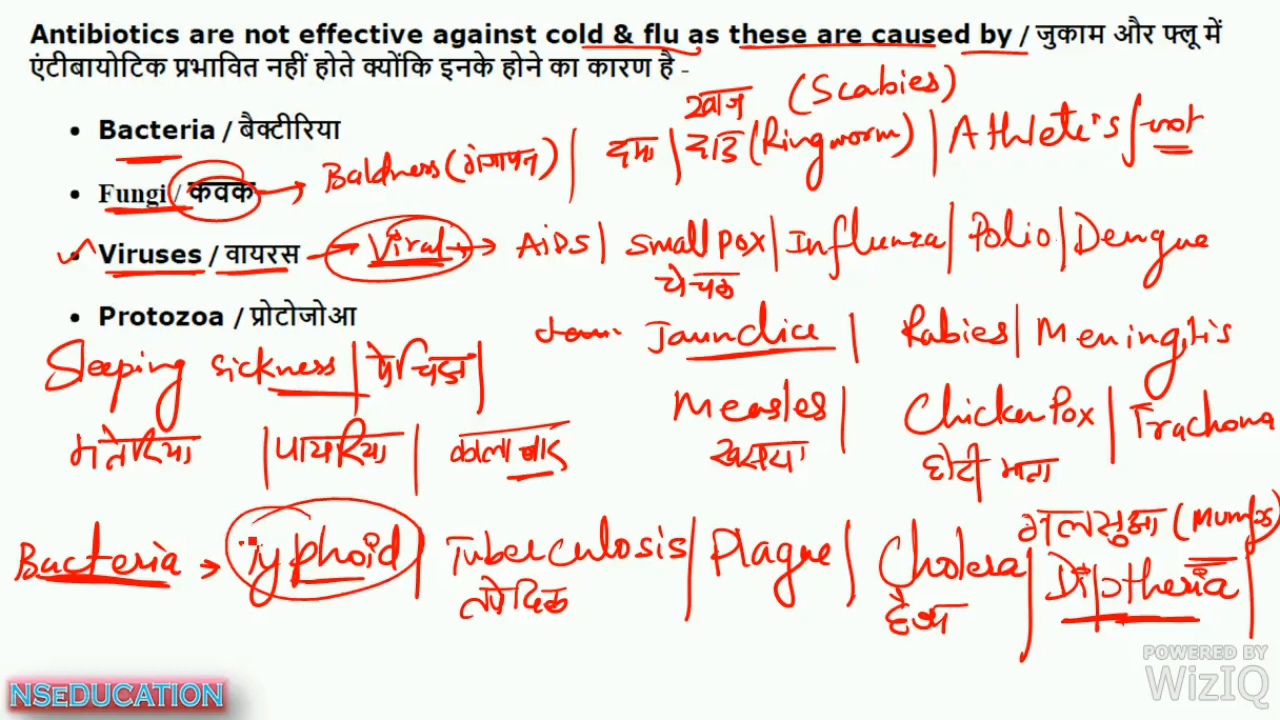 Antibiotics are not effective against cold & flu as these are caused by / जुकाम और फ्लू में
एंटीबायोटिक प्रभावित नहीं होते क्योंकि इनके होने का कारण है -
खाज (Scabies)
• Bacteria / बैक्टीरिया
Baldness (गंजापन) | दमा | दाद (Ringworm) | Athlete's foot
• Fungi / कवक
• Viruses / वायरस → Viral → AiDS | Small Pox | Influnza | Polio | Dengue
चेचक
• Protozoa / प्रोटोजोआ
Jaundice | Rabies | Meningitis
Sleeping sickness | पेचिश |
Measles | Chicken Pox | Trachoma
मलेरिया | पायरिया | काला
खसरा छोटी माता
गलसुआ (Mumps)
Bacteria → Typhoid | Tuberculosis | Plague | Cholera | Diptheria |
तपेदिक हैजा
POWERED BY
WizIQ
NSEDUCATION